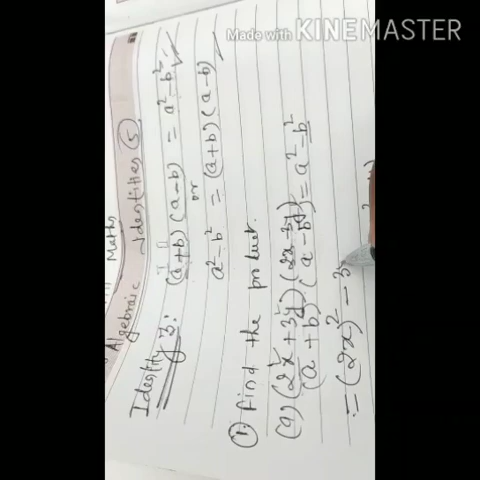 Made with KINEMASTER
Maths
Algebraic Identities (5)
Identity 3: (a+b) (a-b) = a²-b²
or
a²-b² = (a+b) (a-b)
① Find the product.
(a) (2x+3y) (2x-3y)
(a+b) (a-b) = a²-b²
= (2x)² - 3